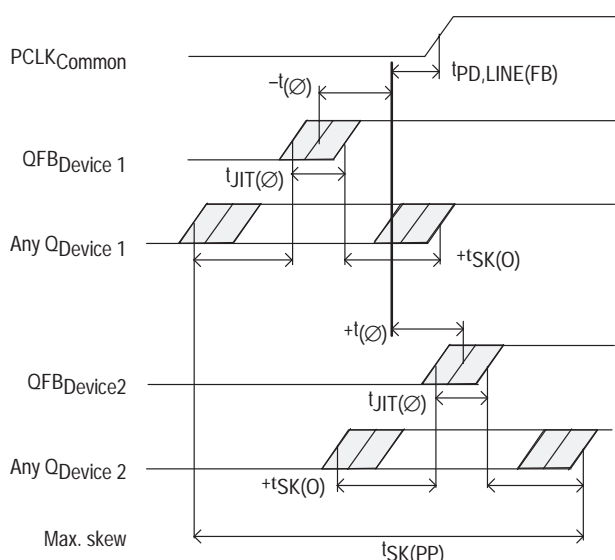 PCLKCommon
tPD,LINE(FB)
–t(∅)
QFBDevice 1
tJIT(∅)
Any QDevice 1
+tSK(O)
+t(∅)
QFBDevice2
tJIT(∅)
Any QDevice 2
+tSK(O)
Max. skew
tSK(PP)